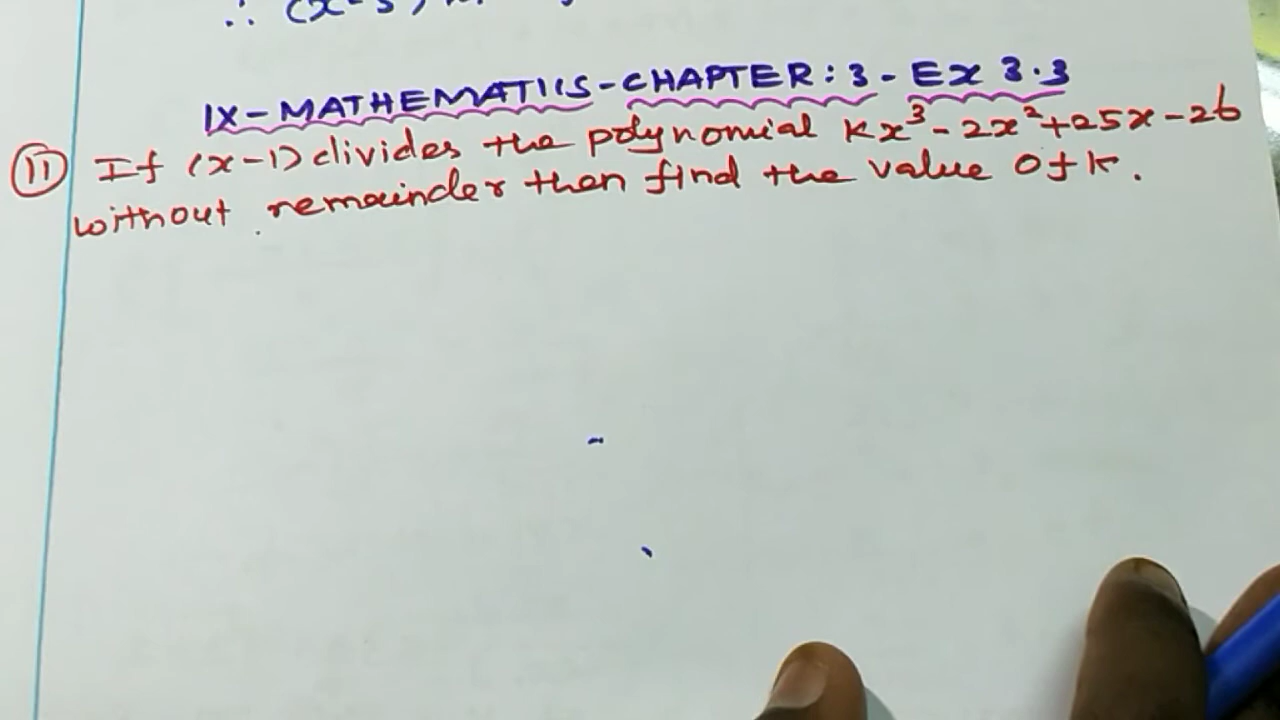 ∴ (x-5)
IX-MATHEMATICS-CHAPTER:3-EX 3.3
(11) If (x-1) divides the polynomial kx³-2x²+25x-26
without remainder then find the value of k.